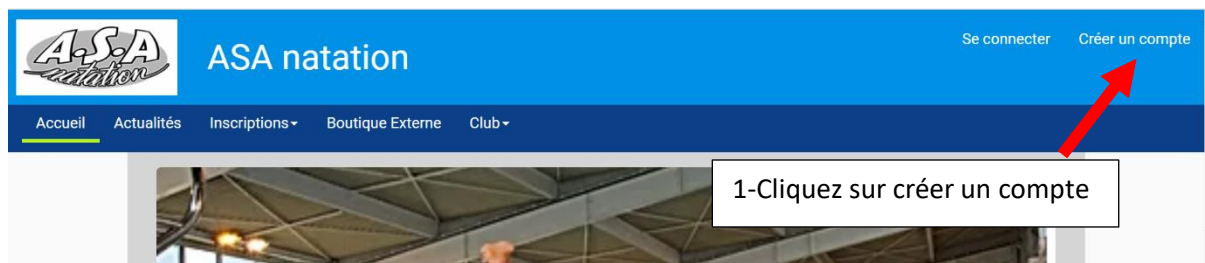 A.S.A
natation
ASA natation
Se connecter Créer un compte
Accueil Actualités Inscriptions Boutique Externe Club
1-Cliquez sur créer un compte